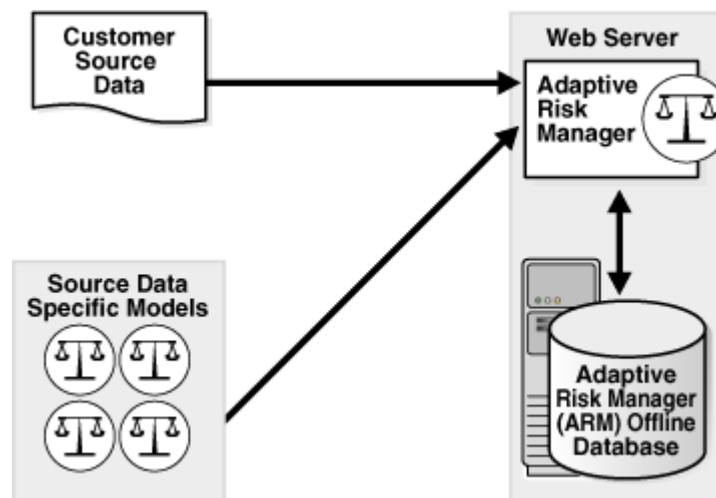 Customer
Source
Data
Web Server
Adaptive
Risk
Manager
Source Data
Specific Models
Adaptive
Risk Manager
(ARM) Offline
Database